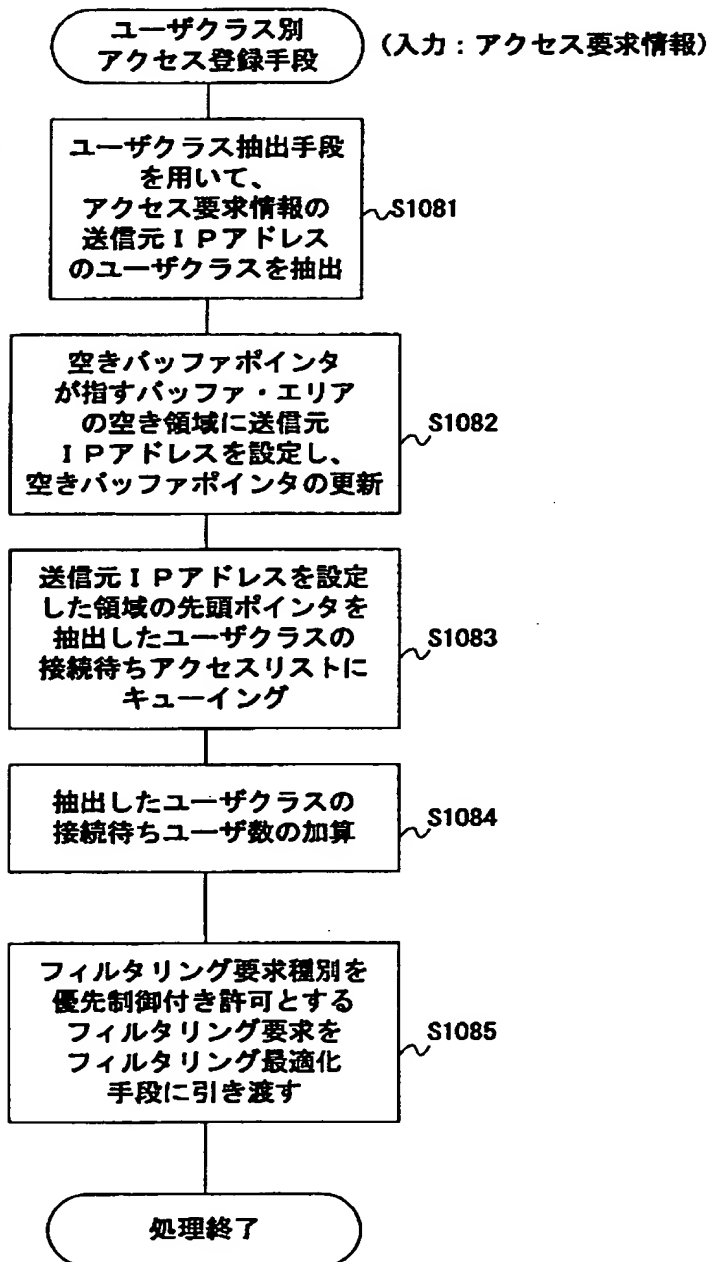 ユーザクラス別
アクセス登録手段
(入力：アクセス要求情報)
ユーザクラス抽出手段
を用いて、
アクセス要求情報の
送信元ＩＰアドレス
のユーザクラスを抽出
S1081
空きバッファポインタ
が指すバッファ・エリア
の空き領域に送信元
ＩＰアドレスを設定し、
空きバッファポインタの更新
S1082
送信元ＩＰアドレスを設定
した領域の先頭ポインタを
抽出したユーザクラスの
接続待ちアクセスリストに
キューイング
S1083
抽出したユーザクラスの
接続待ちユーザ数の加算
S1084
フィルタリング要求種別を
優先制御付き許可とする
フィルタリング要求を
フィルタリング最適化
手段に引き渡す
S1085
処理終了